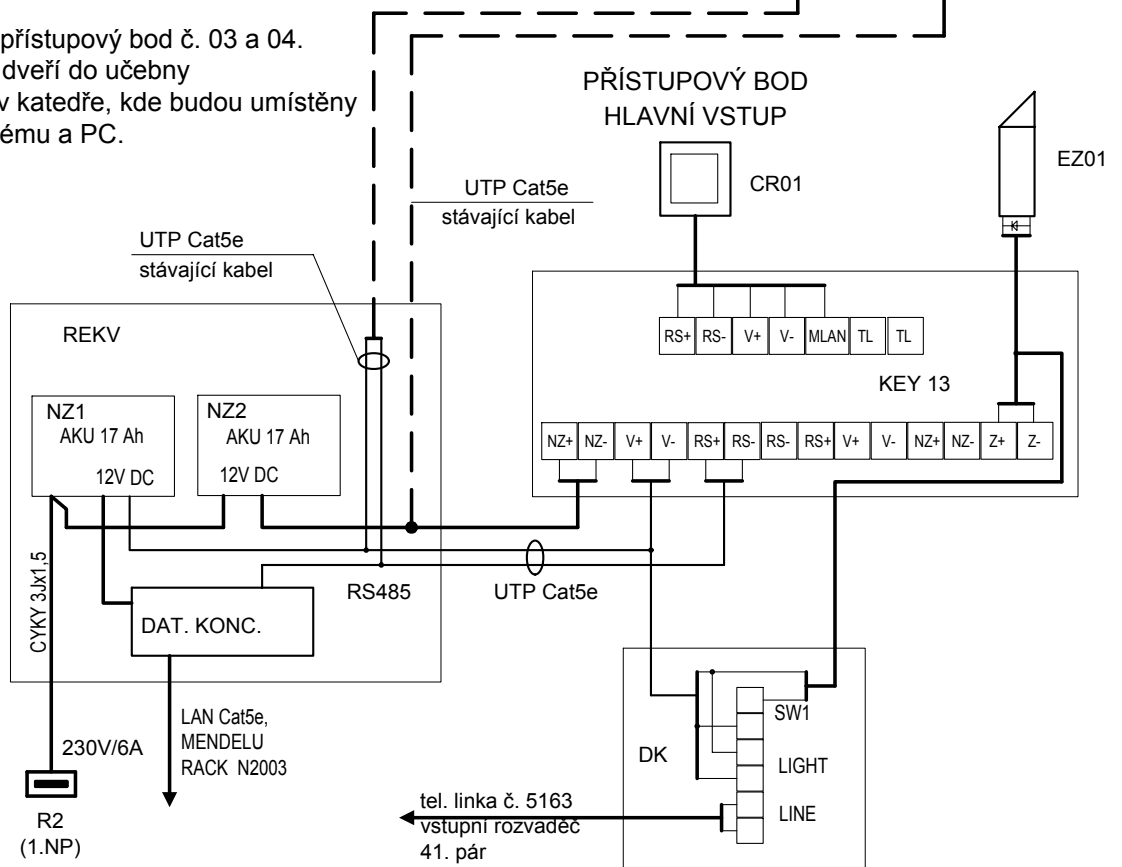 přístupový bod č. 03 a 04.
dveří do učebny
v katedře, kde budou umístěny
ému a PC.
PŘÍSTUPOVÝ BOD
HLAVNÍ VSTUP
CR01
EZ01
UTP Cat5e
stávající kabel
UTP Cat5e
stávající kabel
REKV
RS+ RS- V+ V- MLAN TL TL
KEY 13
NZ1
AKU 17 Ah
12V DC
NZ2
AKU 17 Ah
12V DC
NZ+ NZ- V+ V- RS+ RS- RS- RS+ V+ V- NZ+ NZ- Z+ Z-
CYKY 3Jx1,5
RS485
UTP Cat5e
DAT. KONC.
LAN Cat5e,
MENDELU
RACK N2003
230V/6A
R2
(1.NP)
DK
SW1
LIGHT
LINE
tel. linka č. 5163
vstupní rozvaděč
41. pár